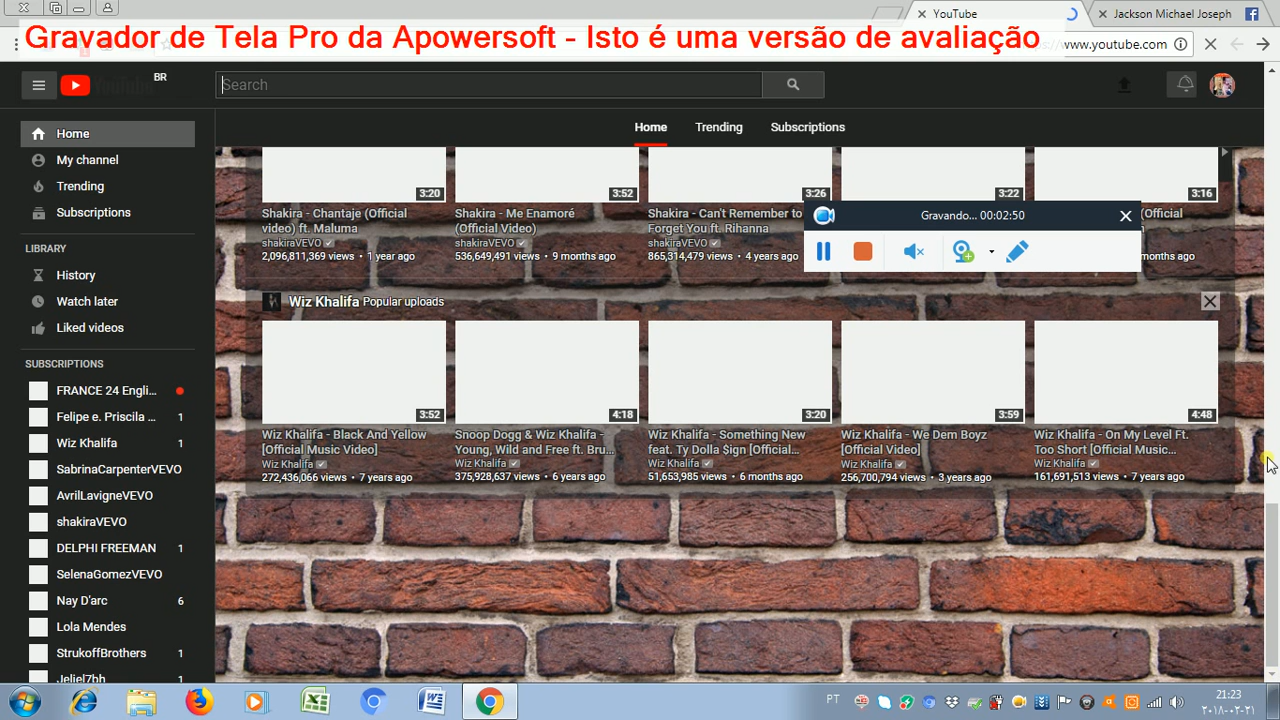 YouTube
Jackson Michael Joseph
Gravador de Tela Pro da Apowersoft - Isto é uma versão de avaliação
www.youtube.com
BR
Search
Home
Trending
Subscriptions
Home
My channel
Trending
Subscriptions
LIBRARY
History
Watch later
Liked videos
SUBSCRIPTIONS
FRANCE 24 Engli...
Felipe e. Priscila ... 1
Wiz Khalifa 1
SabrinaCarpenterVEVO
AvrilLavigneVEVO
shakiraVEVO
DELPHI FREEMAN 1
SelenaGomezVEVO
Nay D'arc 6
Lola Mendes
StrukoffBrothers 1
Jeliel7bh
3:20
3:52
3:26
3:22
3:16
Shakira - Chantaje (Official
video) ft. Maluma
shakiraVEVO
2,096,811,369 views • 1 year ago
Shakira - Me Enamoré
(Official Video)
shakiraVEVO
536,649,491 views • 9 months ago
Shakira - Can't Remember to
Forget You ft. Rihanna
shakiraVEVO
865,314,479 views • 4 years ago
(Official
months ago
Gravando... 00:02:50
Wiz Khalifa Popular uploads
3:52
4:18
3:20
3:59
4:48
Wiz Khalifa - Black And Yellow
[Official Music Video]
Wiz Khalifa
272,436,066 views • 7 years ago
Snoop Dogg & Wiz Khalifa -
Young, Wild and Free ft. Bru...
Wiz Khalifa
375,928,637 views • 6 years ago
Wiz Khalifa - Something New
feat. Ty Dolla $ign [Official...
Wiz Khalifa
51,653,985 views • 6 months ago
Wiz Khalifa - We Dem Boyz
[Official Video]
Wiz Khalifa
256,700,794 views • 3 years ago
Wiz Khalifa - On My Level Ft.
Too Short [Official Music...
Wiz Khalifa
161,691,513 views • 7 years ago
PT
21:23
٢٠١٨-٠٢-٢١